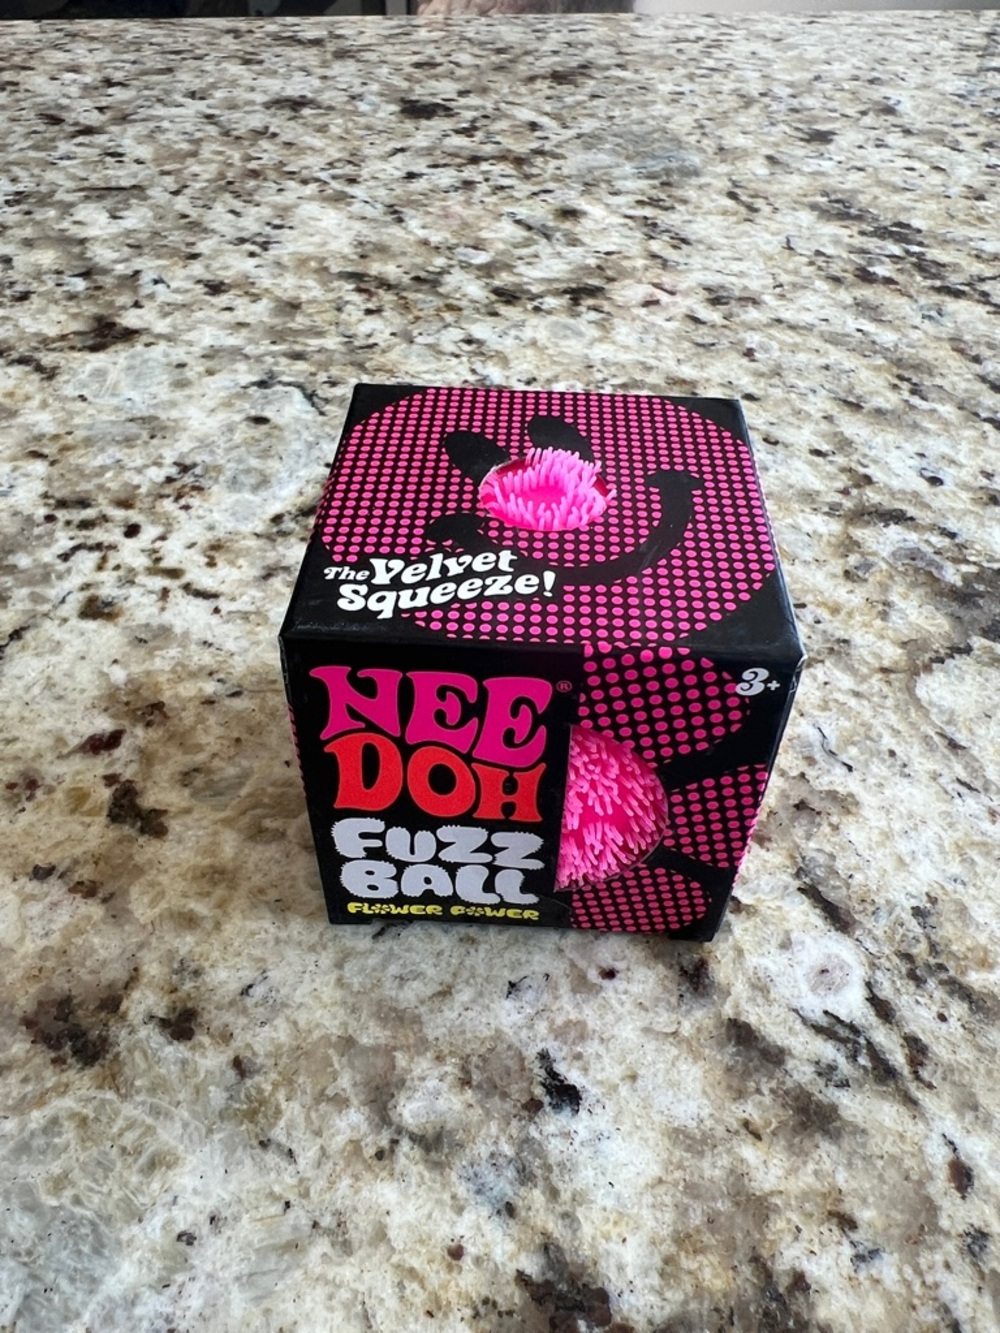 The Velvet
Squeeze!
NEE®
DOH
FUZZ
BALL
FLOWER POWER
3+